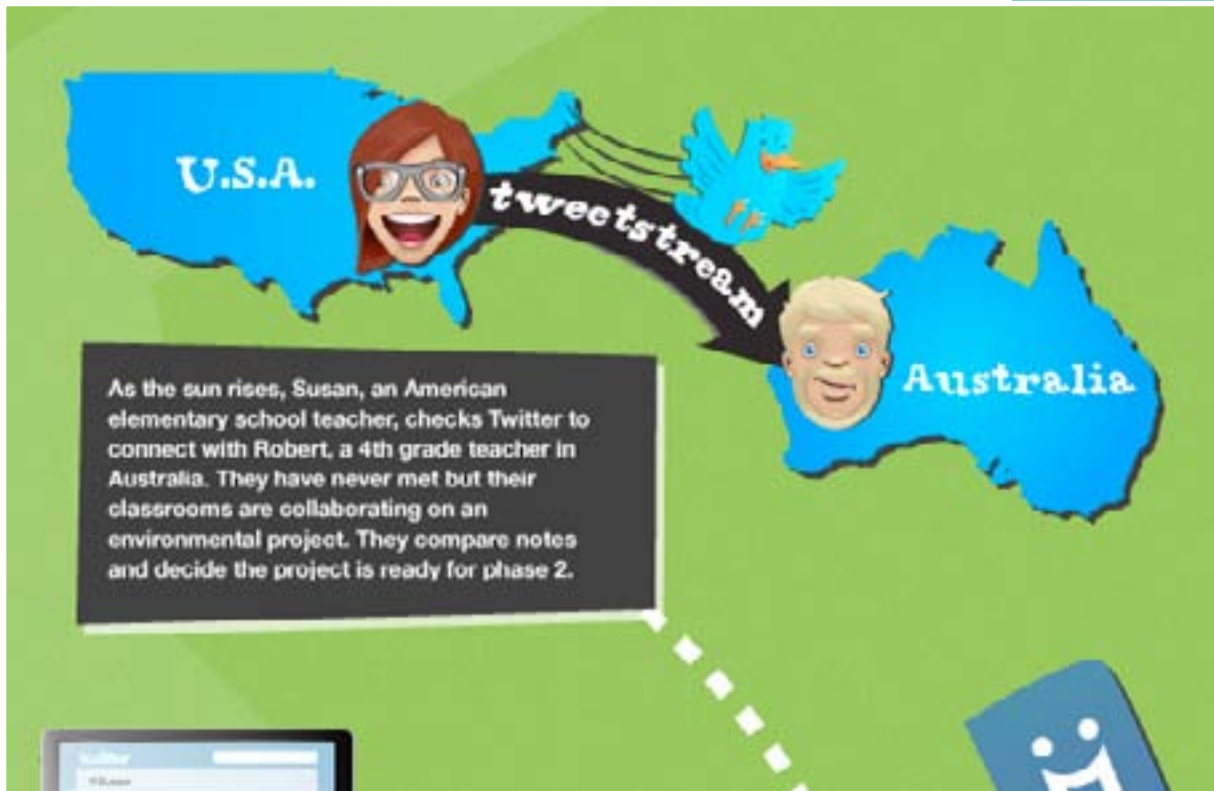 U.S.A.
tweetstream
Australia
As the sun rises, Susan, an American
elementary school teacher, checks Twitter to
connect with Robert, a 4th grade teacher in
Australia. They have never met but their
classrooms are collaborating on an
environmental project. They compare notes
and decide the project is ready for phase 2.
twitter